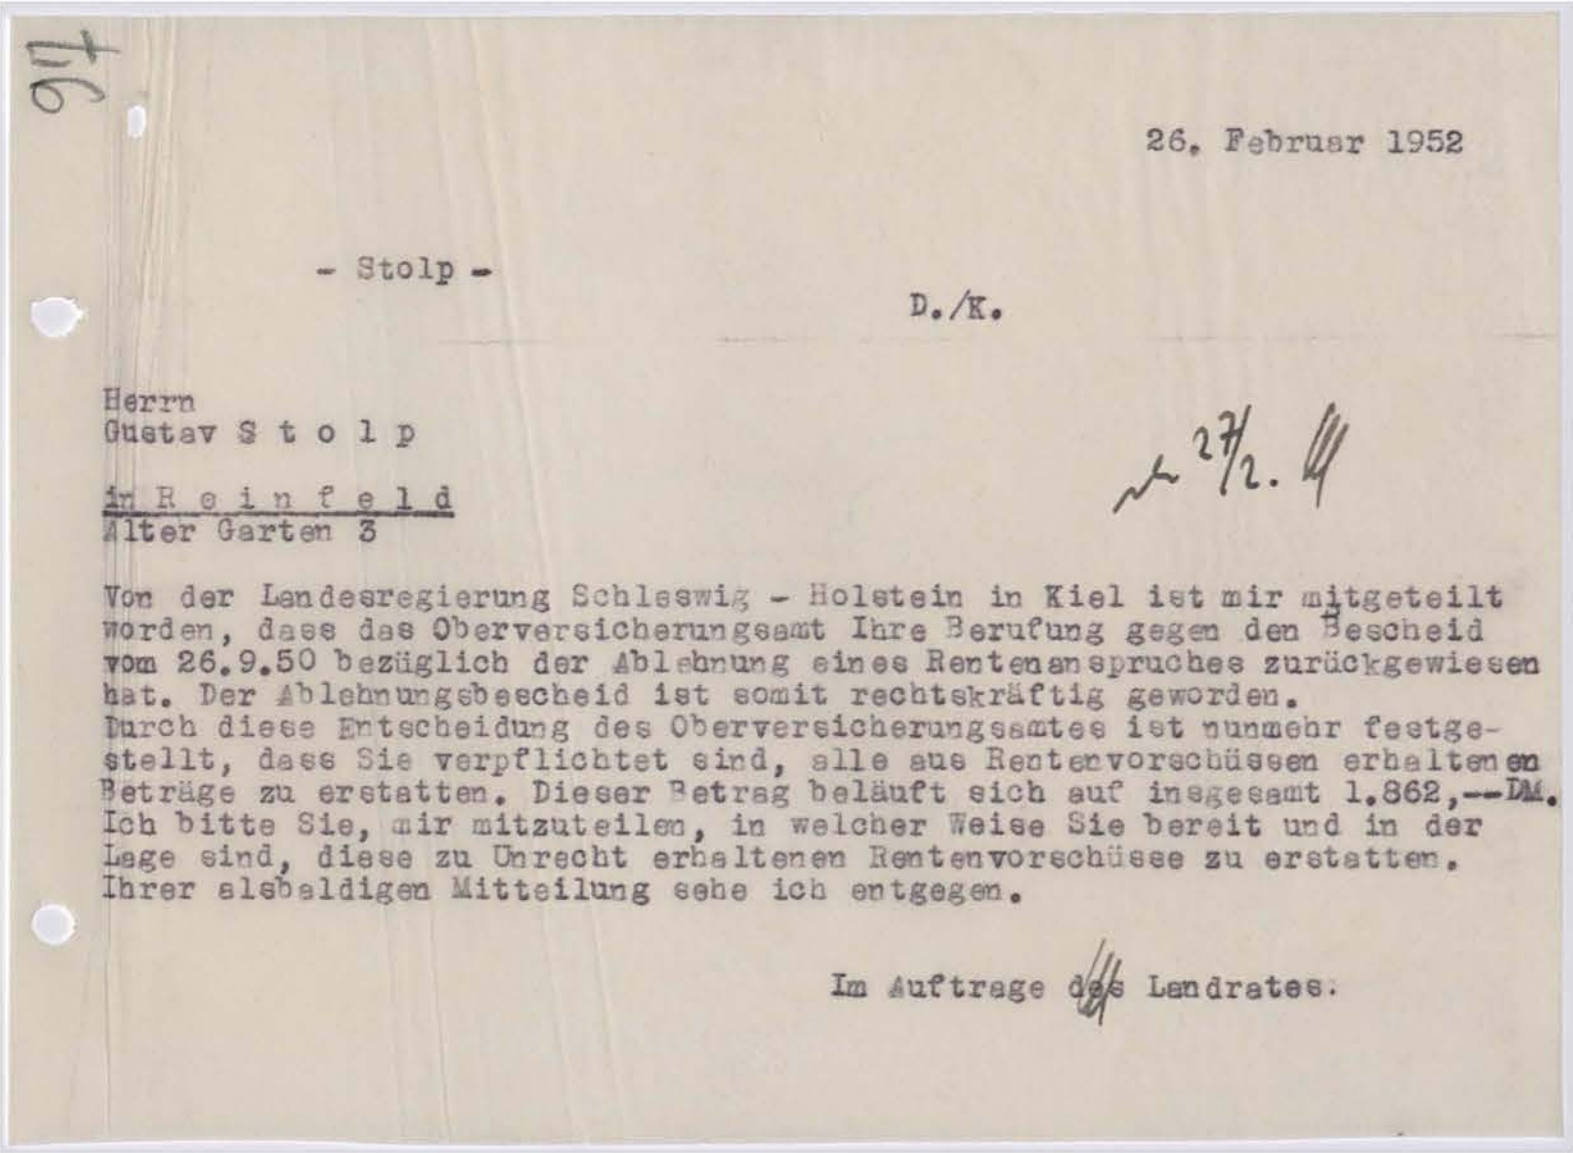 97
26. Februar 1952
- Stolp -
D./K.
Herrn
Gustav S t o l p
27/2.
in R e i n f e l d
Alter Garten 3
Von der Landesregierung Schleswig - Holstein in Kiel ist mir mitgeteilt
worden, dass das Oberversicherungsamt Ihre Berufung gegen den Bescheid
vom 26.9.50 bezüglich der Ablehnung eines Rentenanspruches zurückgewiesen
hat. Der Ablehnungsbescheid ist somit rechtskräftig geworden.
Durch diese Entscheidung des Oberversicherungsamtes ist nunmehr festge-
stellt, dass Sie verpflichtet sind, alle aus Rentenvorschüssen erhaltenen
Beträge zu erstatten. Dieser Betrag beläuft sich auf insgesamt 1.862,--DM.
Ich bitte Sie, mir mitzuteilen, in welcher Weise Sie bereit und in der
Lage sind, diese zu Unrecht erhaltenen Rentenvorschüsse zu erstatten.
Ihrer alsbaldigen Mitteilung sehe ich entgegen.
Im Auftrage des Landrates: